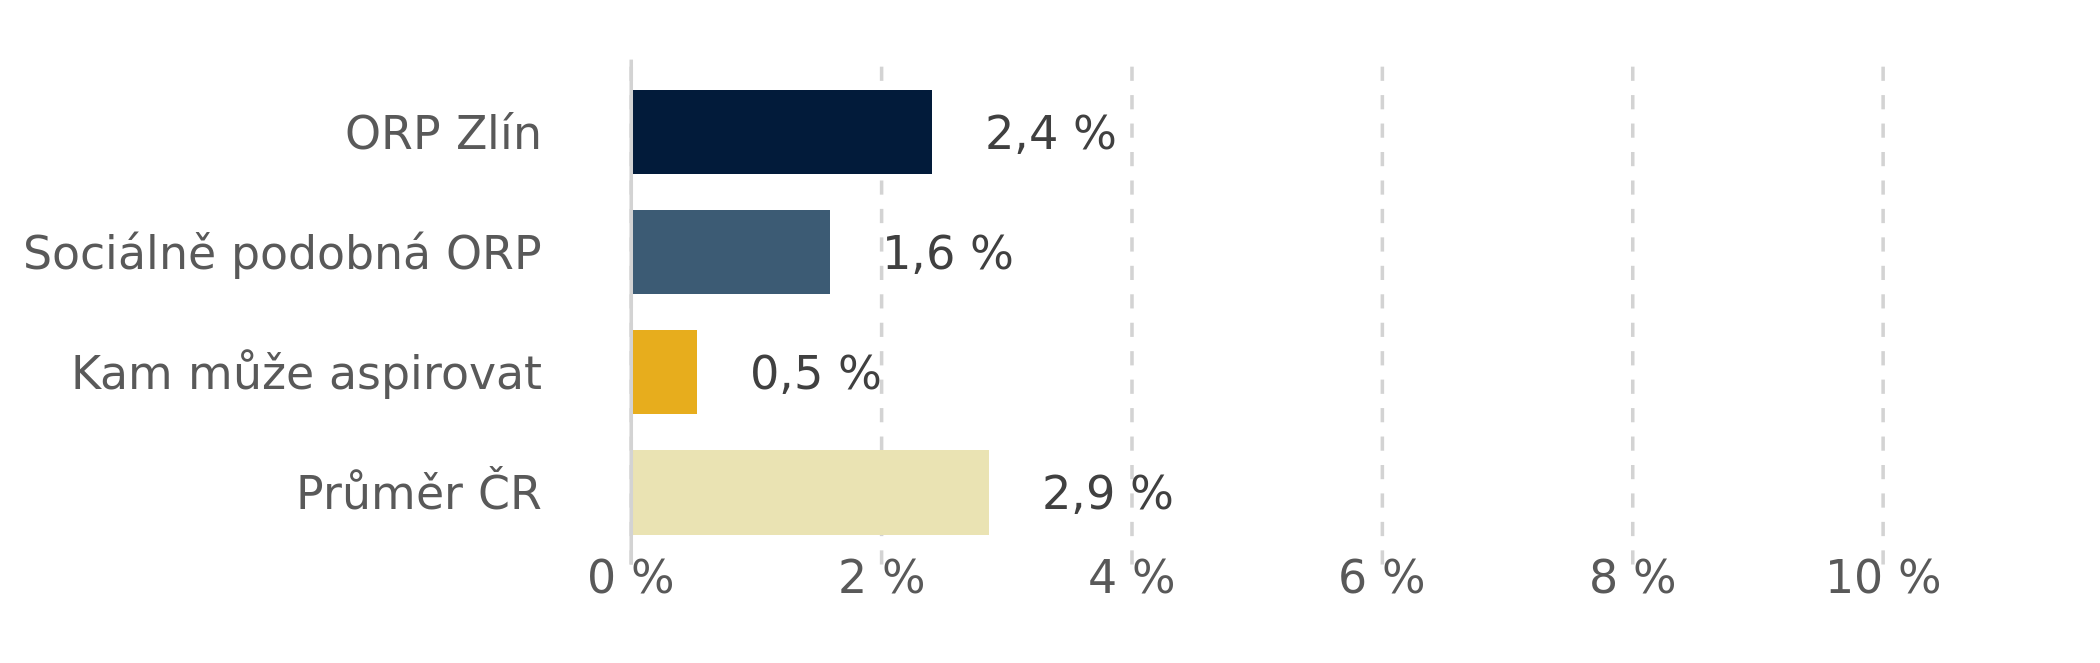 ORP Zlín 2,4 %
Sociálně podobná ORP 1,6 %
Kam může aspirovat 0,5 %
Průměr ČR 2,9 %
0 % 2 % 4 % 6 % 8 % 10 %